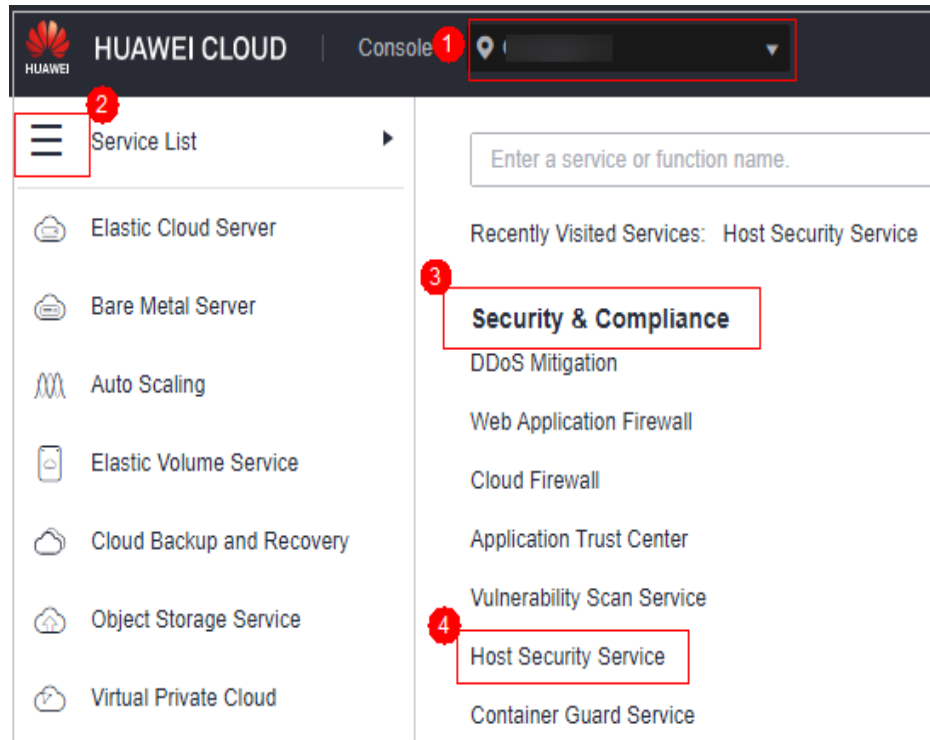 HUAWEI
HUAWEI CLOUD
Console
1
2
Service List
Enter a service or function name.
Elastic Cloud Server
Recently Visited Services: Host Security Service
3
Bare Metal Server
Security & Compliance
DDoS Mitigation
Auto Scaling
Web Application Firewall
Elastic Volume Service
Cloud Firewall
Cloud Backup and Recovery
Application Trust Center
Vulnerability Scan Service
Object Storage Service
4
Host Security Service
Virtual Private Cloud
Container Guard Service